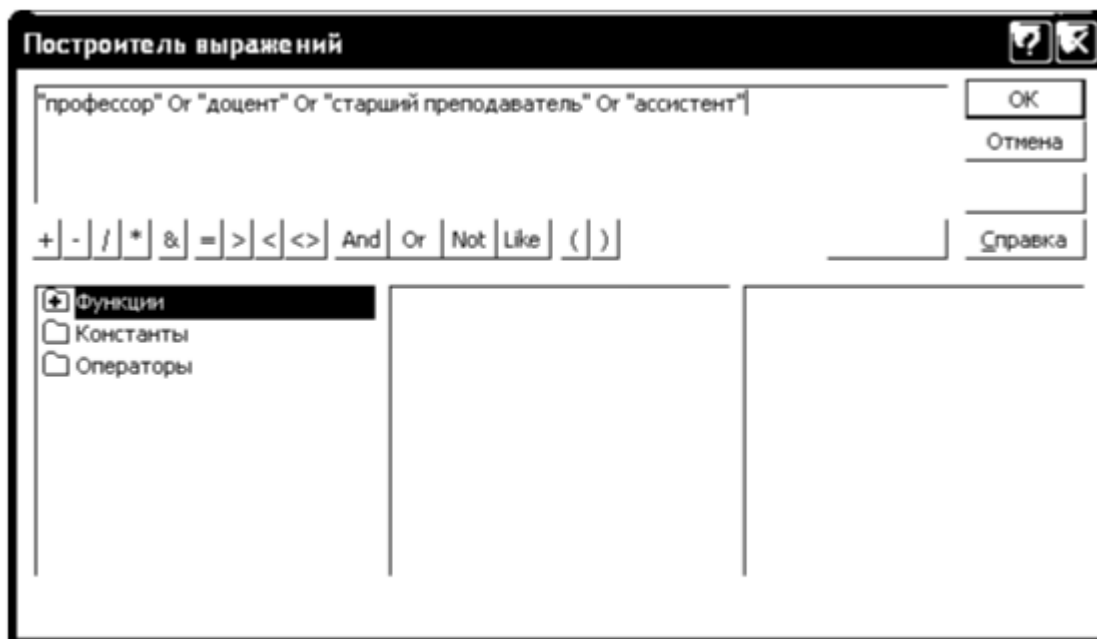 Построитель выражений
"профессор" Or "доцент" Or "старший преподаватель" Or "ассистент"
OK
Отмена
+ - / * & = > < <> And Or Not Like ( )
Справка
Функции
Константы
Операторы